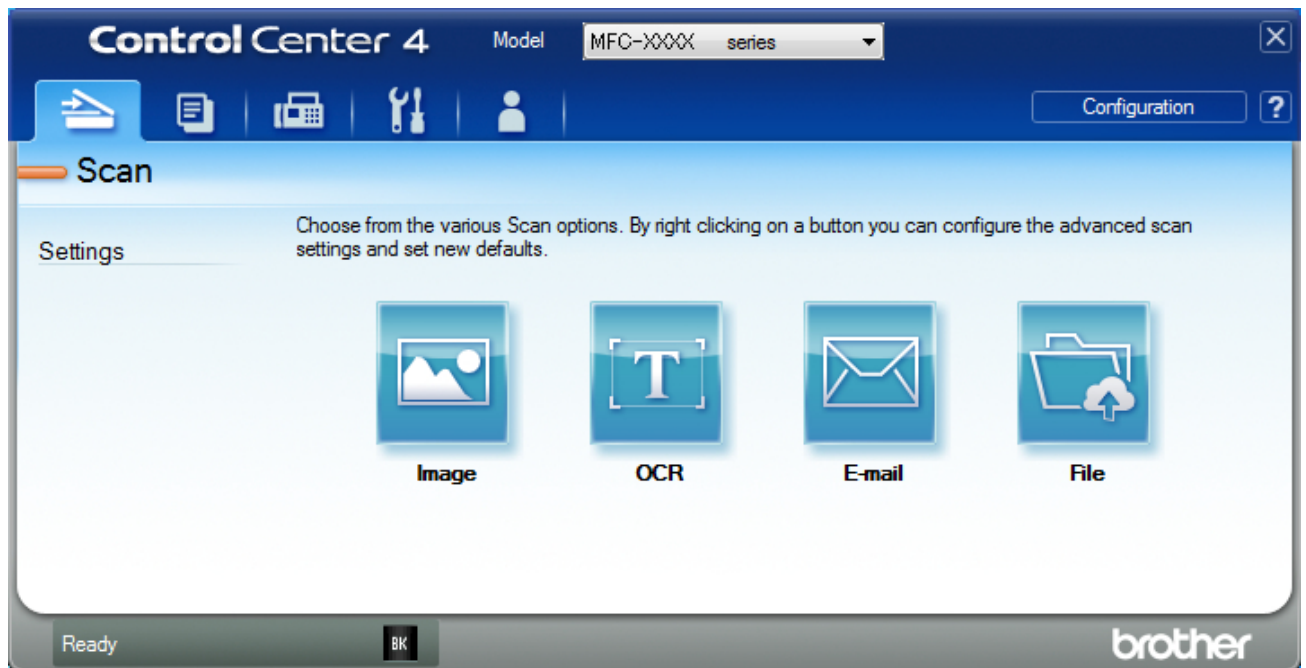 Control Center 4
Model
MFC-XXXX series
Configuration
?
Scan
Settings
Choose from the various Scan options. By right clicking on a button you can configure the advanced scan
settings and set new defaults.
T
Image
OCR
E-mail
File
Ready
BK
brother